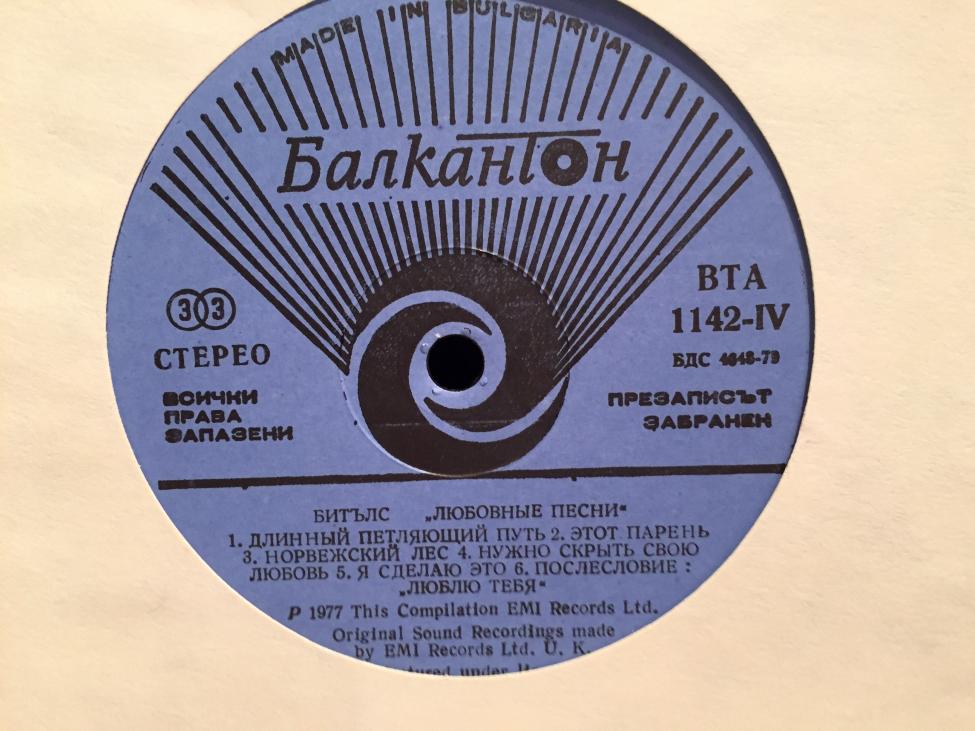 MADE IN BULGARIA
Балкантон
33
СТЕРЕО
ВСИЧКИ
ПРАВА
ЗАПАЗЕНИ
ВТА
1142-IV
БДС 4648-79
ПРЕЗАПИСЪТ
ЗАБРАНЕН
БИТЪЛС „ЛЮБОВНЫЕ ПЕСНИ“
1. ДЛИННЫЙ ПЕТЛЯЮЩИЙ ПУТЬ 2. ЭТОТ ПАРЕНЬ
3. НОРВЕЖСКИЙ ЛЕС 4. НУЖНО СКРЫТЬ СВОЮ
ЛЮБОВЬ 5. Я СДЕЛАЮ ЭТО 6. ПОСЛЕСЛОВИЕ :
„ЛЮБЛЮ ТЕБЯ“
P 1977 This Compilation EMI Records Ltd.
Original Sound Recordings made
by EMI Records Ltd. U. K.
under